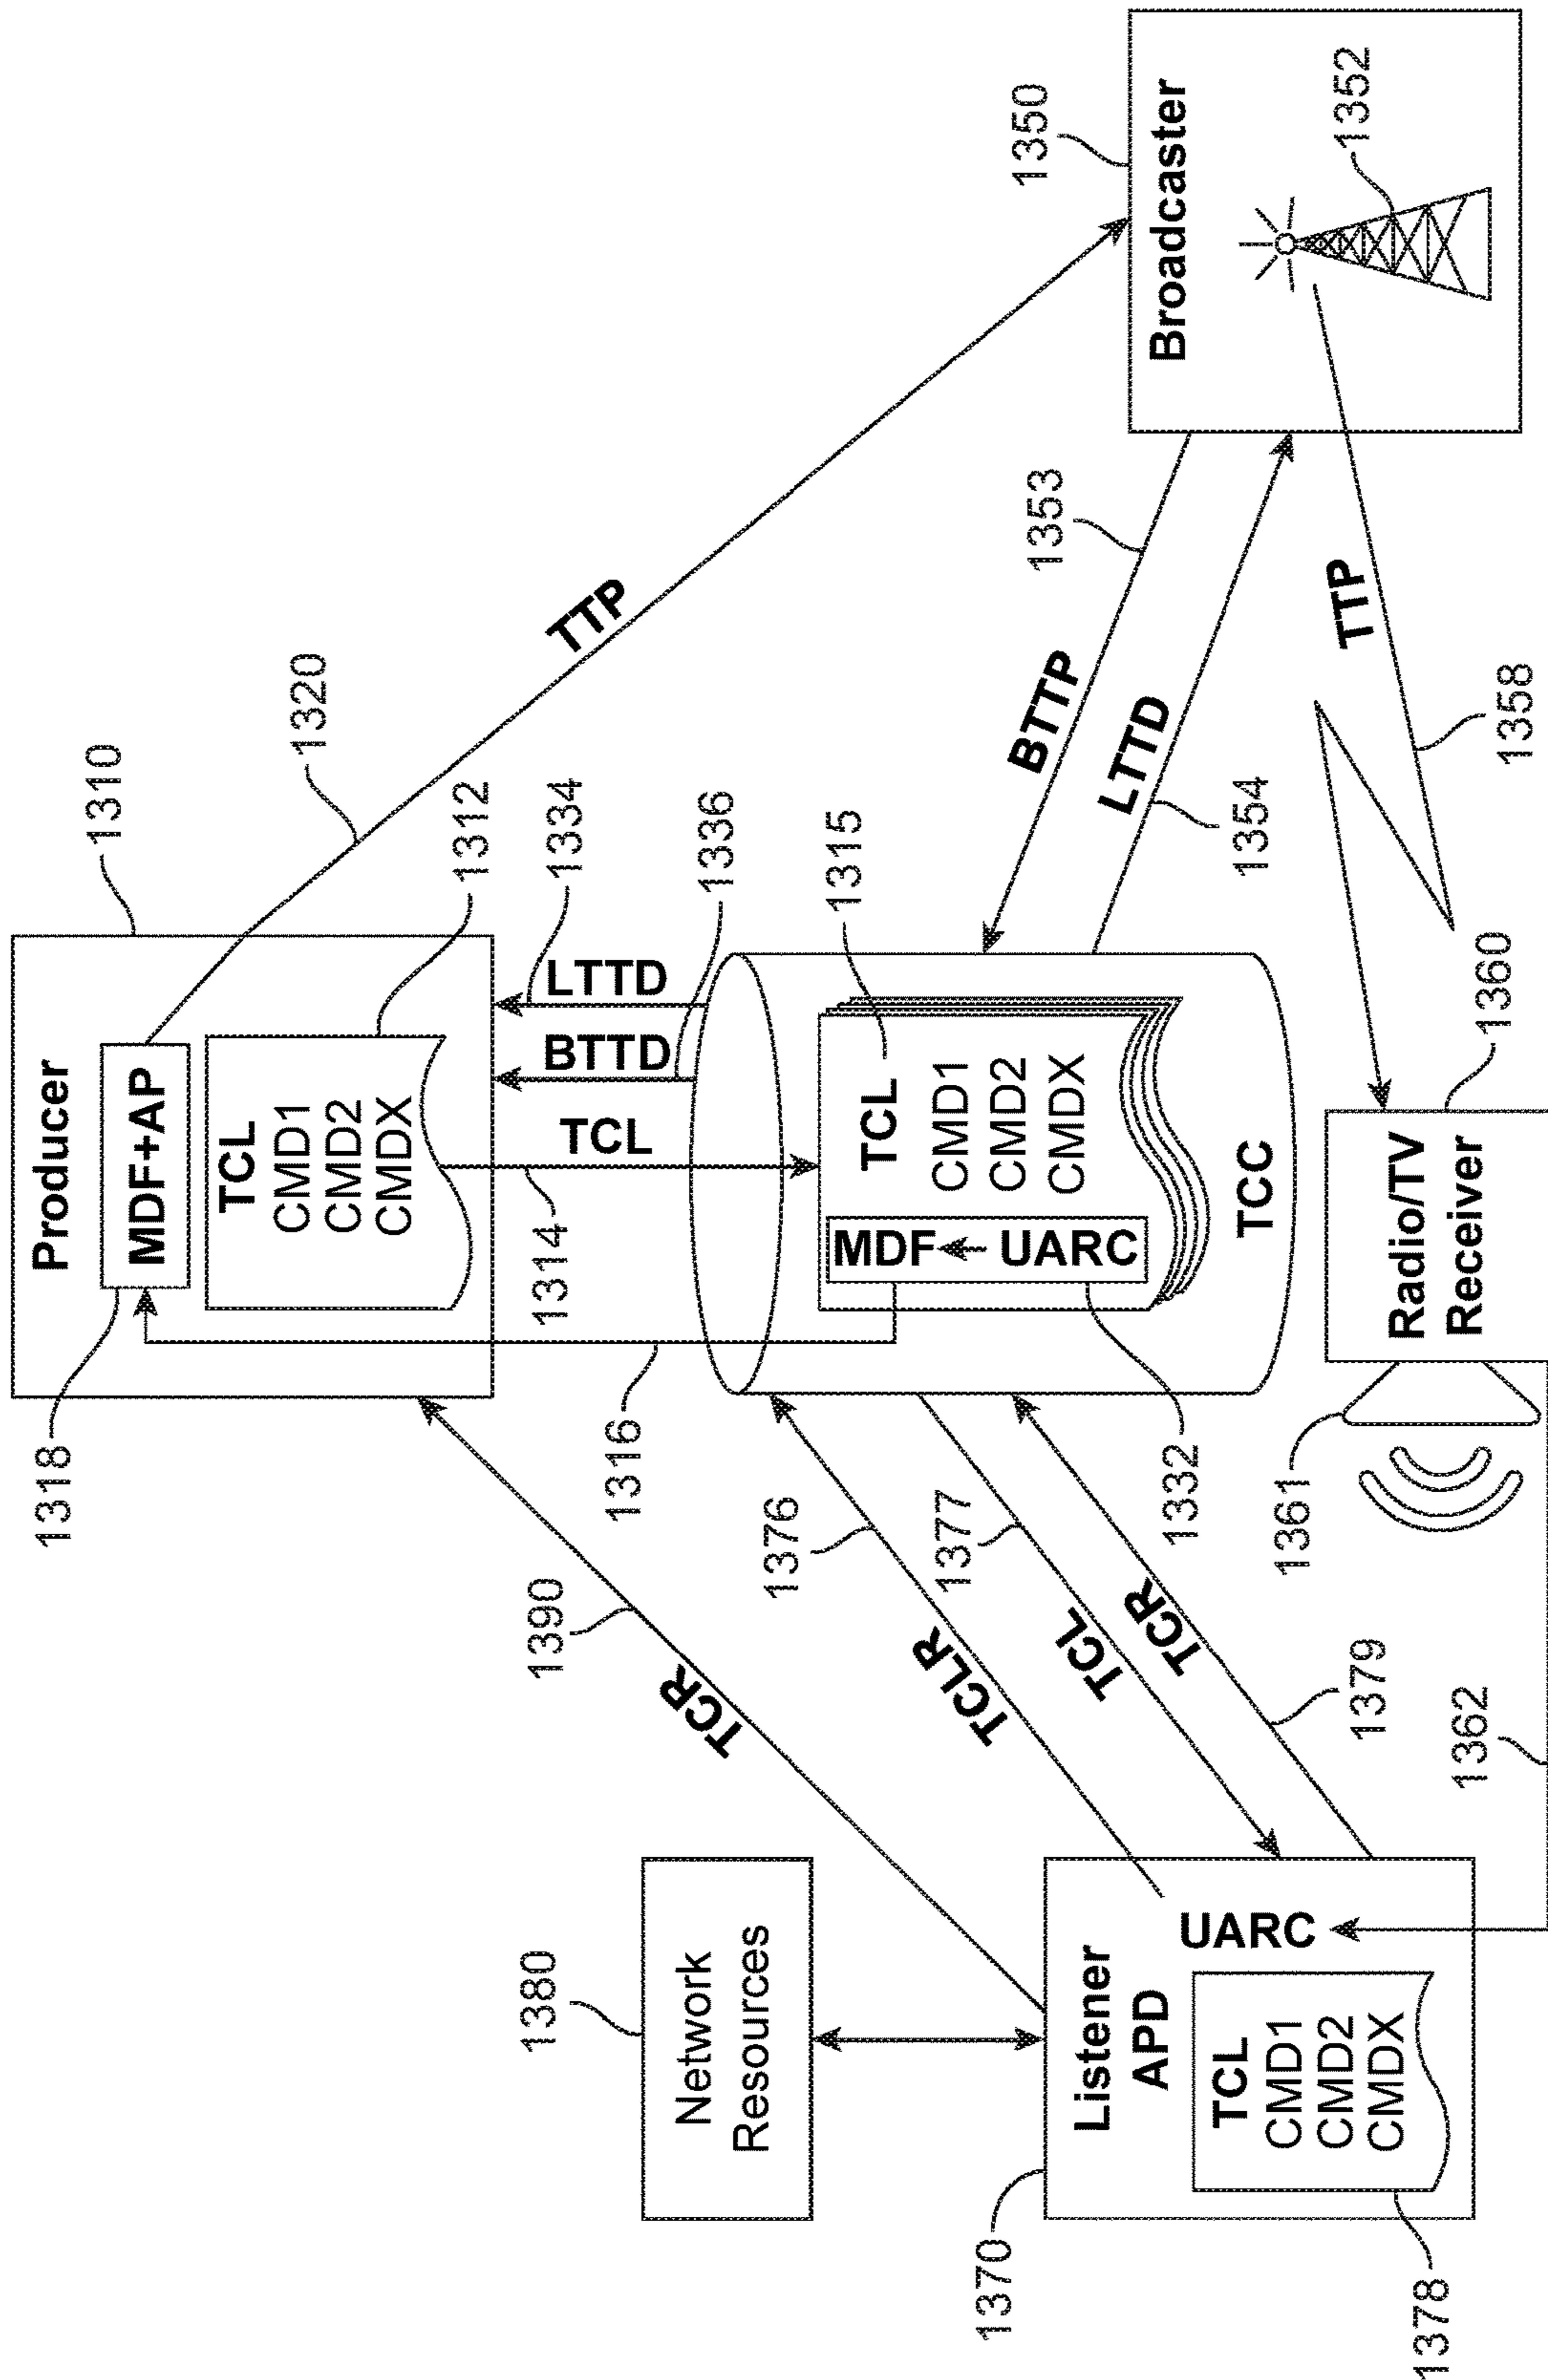 1310
Producer
1318
MDF+AP
TCL
CMD1
CMD2
CMDX
1312
1320
TTP
1390
TCR
1380
Network
Resources
LTTD
1334
BTTD
1336
TCL
1314
1316
1315
TCL
CMD1
CMD2
CMDX
MDF
UARC
1332
TCC
1350
Broadcaster
1352
1353
BTTP
LTTD
1354
TTP
1358
1376
TCLR
1377
TCL
TCR
1379
1370
Listener
APD
UARC
TCL
CMD1
CMD2
CMDX
1378
1360
Radio/TV
Receiver
1361
1362